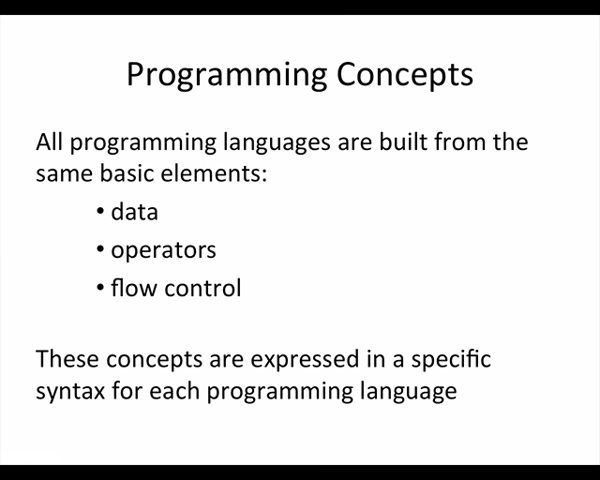 Programming Concepts
All programming languages are built from the
same basic elements:
• data
• operators
• flow control
These concepts are expressed in a specific
syntax for each programming language